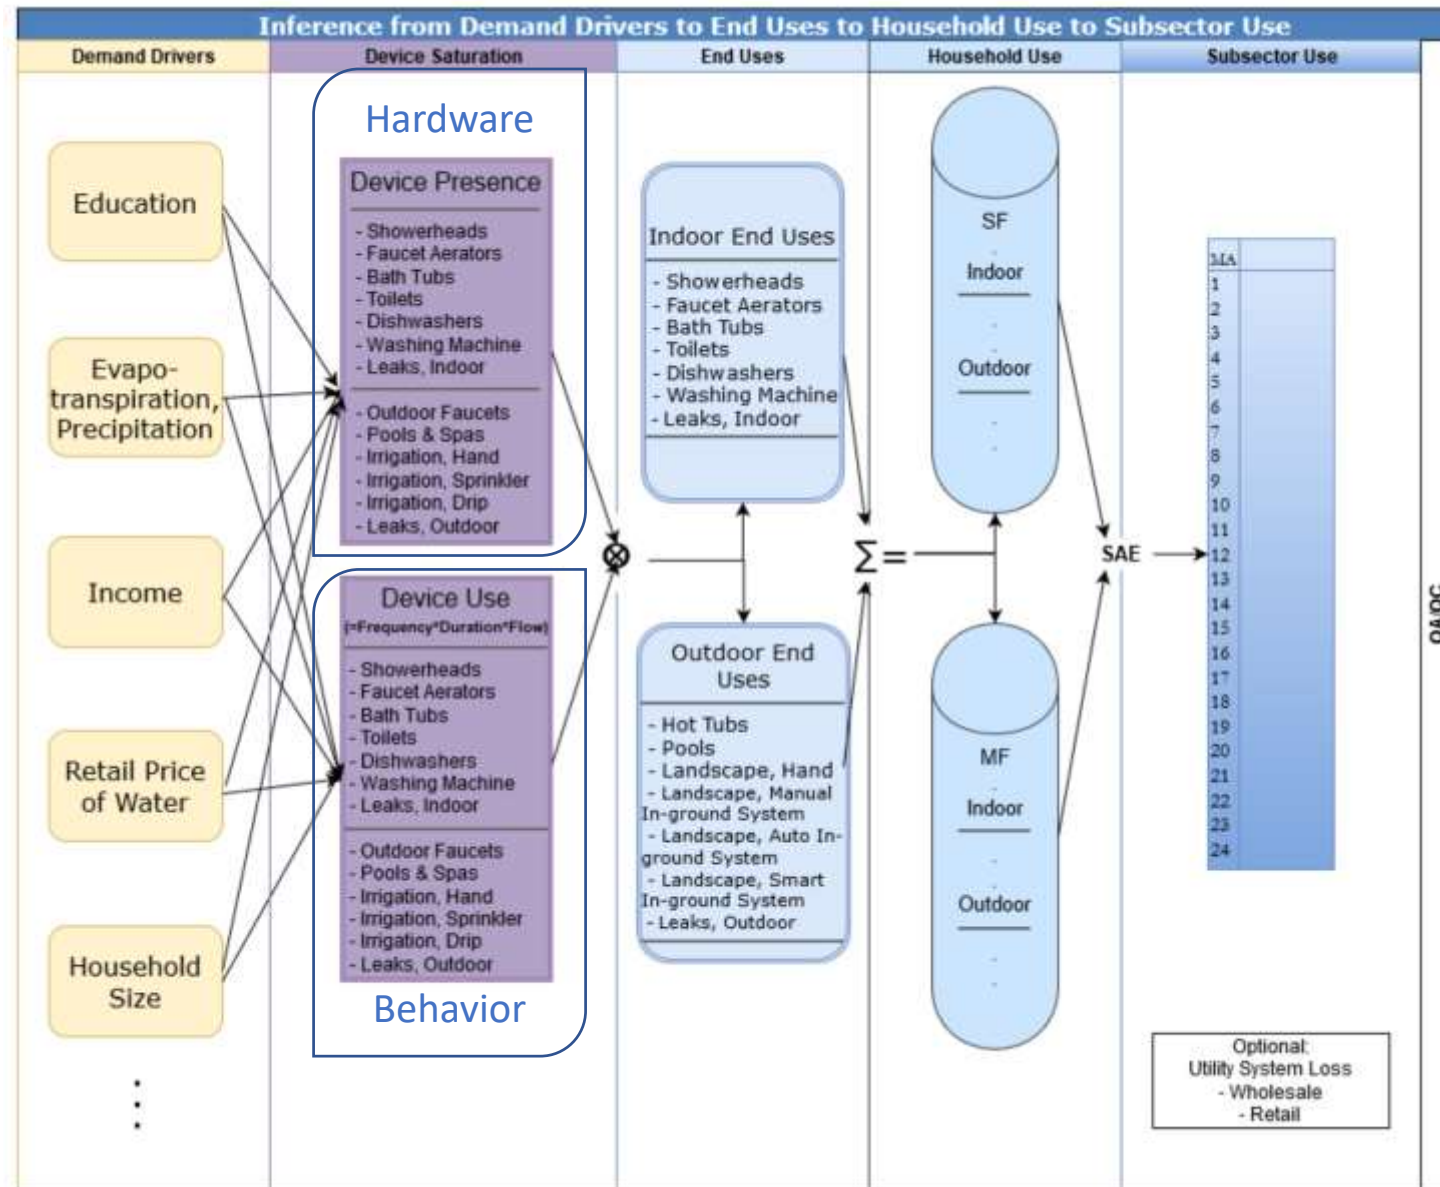 Inference from Demand Drivers to End Uses to Household Use to Subsector Use
Demand Drivers
Device Saturation
End Uses
Household Use
Subsector Use
Education
Evapo-
transpiration,
Precipitation
Income
Retail Price
of Water
Household
Size
Hardware
Device Presence
- Showerheads
- Faucet Aerators
- Bath Tubs
- Toilets
- Dishwashers
- Washing Machine
- Leaks, Indoor
- Outdoor Faucets
- Pools & Spas
- Irrigation, Hand
- Irrigation, Sprinkler
- Irrigation, Drip
- Leaks, Outdoor
Device Use
(=Frequency*Duration*Flow)
- Showerheads
- Faucet Aerators
- Bath Tubs
- Toilets
- Dishwashers
- Washing Machine
- Leaks, Indoor
- Outdoor Faucets
- Pools & Spas
- Irrigation, Hand
- Irrigation, Sprinkler
- Irrigation, Drip
- Leaks, Outdoor
Behavior
⊗
Indoor End Uses
- Showerheads
- Faucet Aerators
- Bath Tubs
- Toilets
- Dishwashers
- Washing Machine
- Leaks, Indoor
Outdoor End
Uses
- Hot Tubs
- Pools
- Landscape, Hand
- Landscape, Manual
In-ground System
- Landscape, Auto In-
ground System
- Landscape, Smart
In-ground System
- Leaks, Outdoor
∑ =
SF
Indoor
Outdoor
MF
Indoor
Outdoor
SAE
MA
1
2
3
4
5
6
7
8
9
10
11
12
13
14
15
16
17
18
19
20
21
22
23
24
Optional:
Utility System Loss
- Wholesale
- Retail
QA/QC